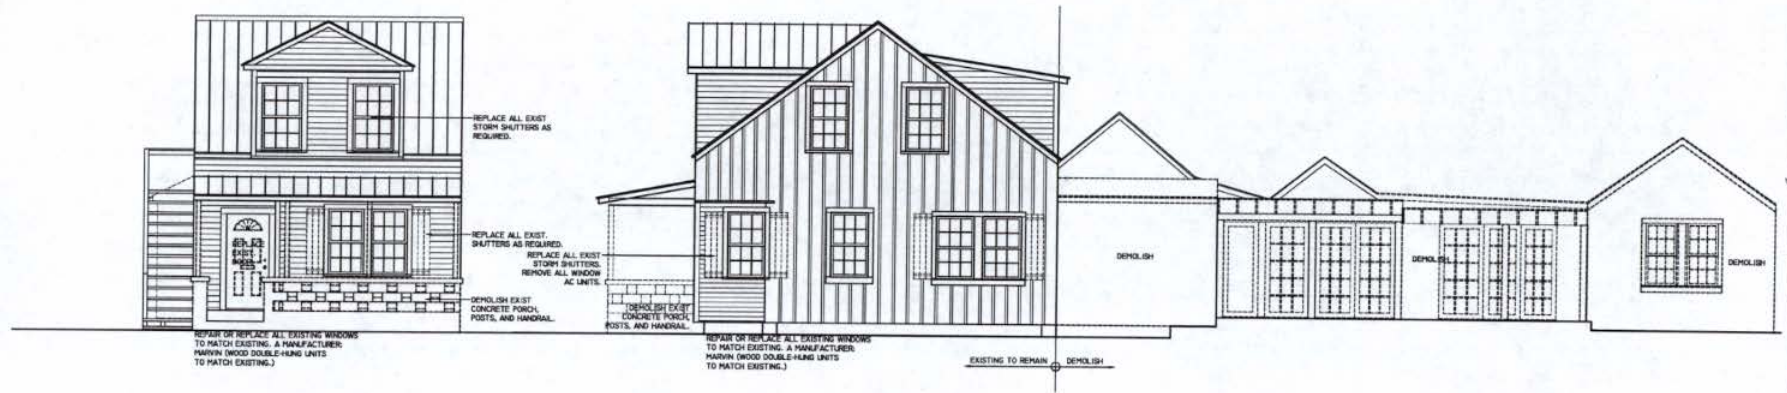 REPLACE ALL EXIST
STORM SHUTTERS AS
REQUIRED.
REPLACE ALL EXIST.
SHUTTERS AS REQUIRED.
REPLACE
EXIST
DOOR
DEMOLISH EXIST
CONCRETE PORCH,
POSTS, AND HANDRAIL.
REPAIR OR REPLACE ALL EXISTING WINDOWS
TO MATCH EXISTING. A MANUFACTURER:
MARVIN (WOOD DOUBLE-HUNG UNITS
TO MATCH EXISTING.)
REPLACE ALL EXIST
STORM SHUTTERS.
REMOVE ALL WINDOW
AC UNITS.
DEMOLISH EXIST
CONCRETE PORCH,
POSTS, AND HANDRAIL.
REPAIR OR REPLACE ALL EXISTING WINDOWS
TO MATCH EXISTING. A MANUFACTURER:
MARVIN (WOOD DOUBLE-HUNG UNITS
TO MATCH EXISTING.)
EXISTING TO REMAIN
DEMOLISH
DEMOLISH
DEMOLISH
DEMOLISH